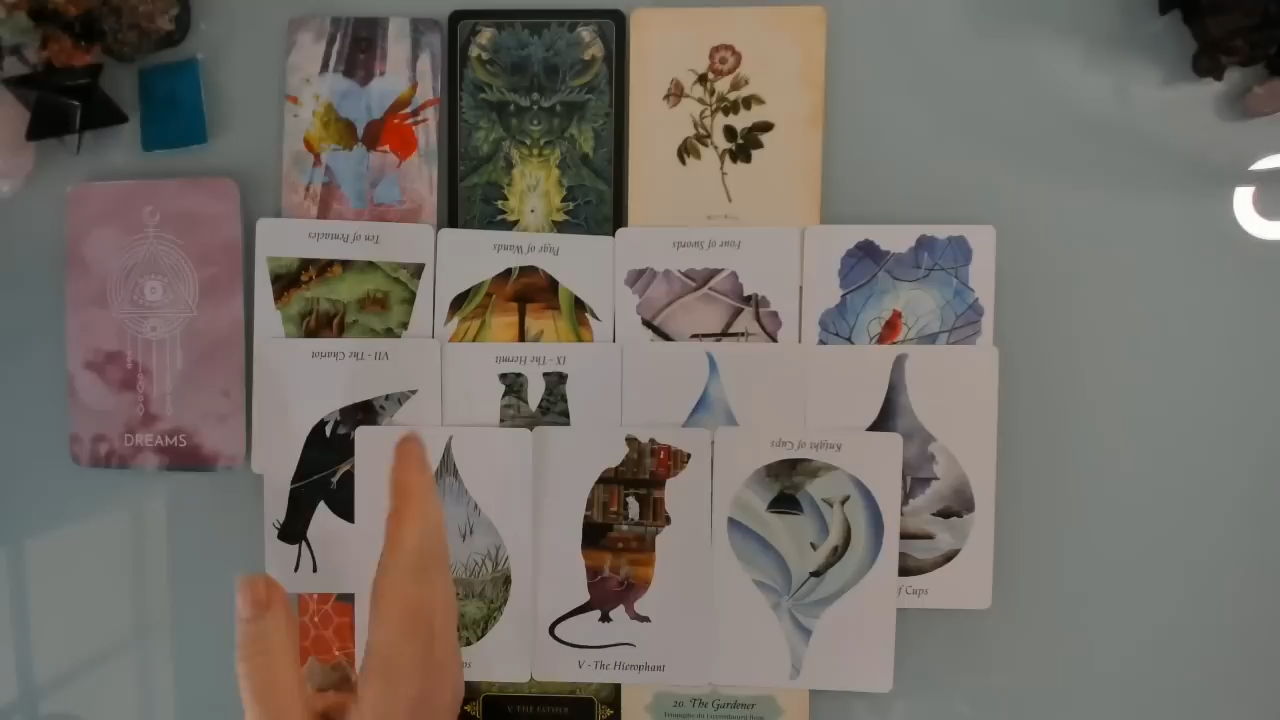 Ten of Pentacles
Page of Wands
Four of Swords
VII - The Chariot
IX - The Hermit
DREAMS
Knight of Cups
of Cups
V - The Hierophant
V. THE FATHER
20. The Gardener